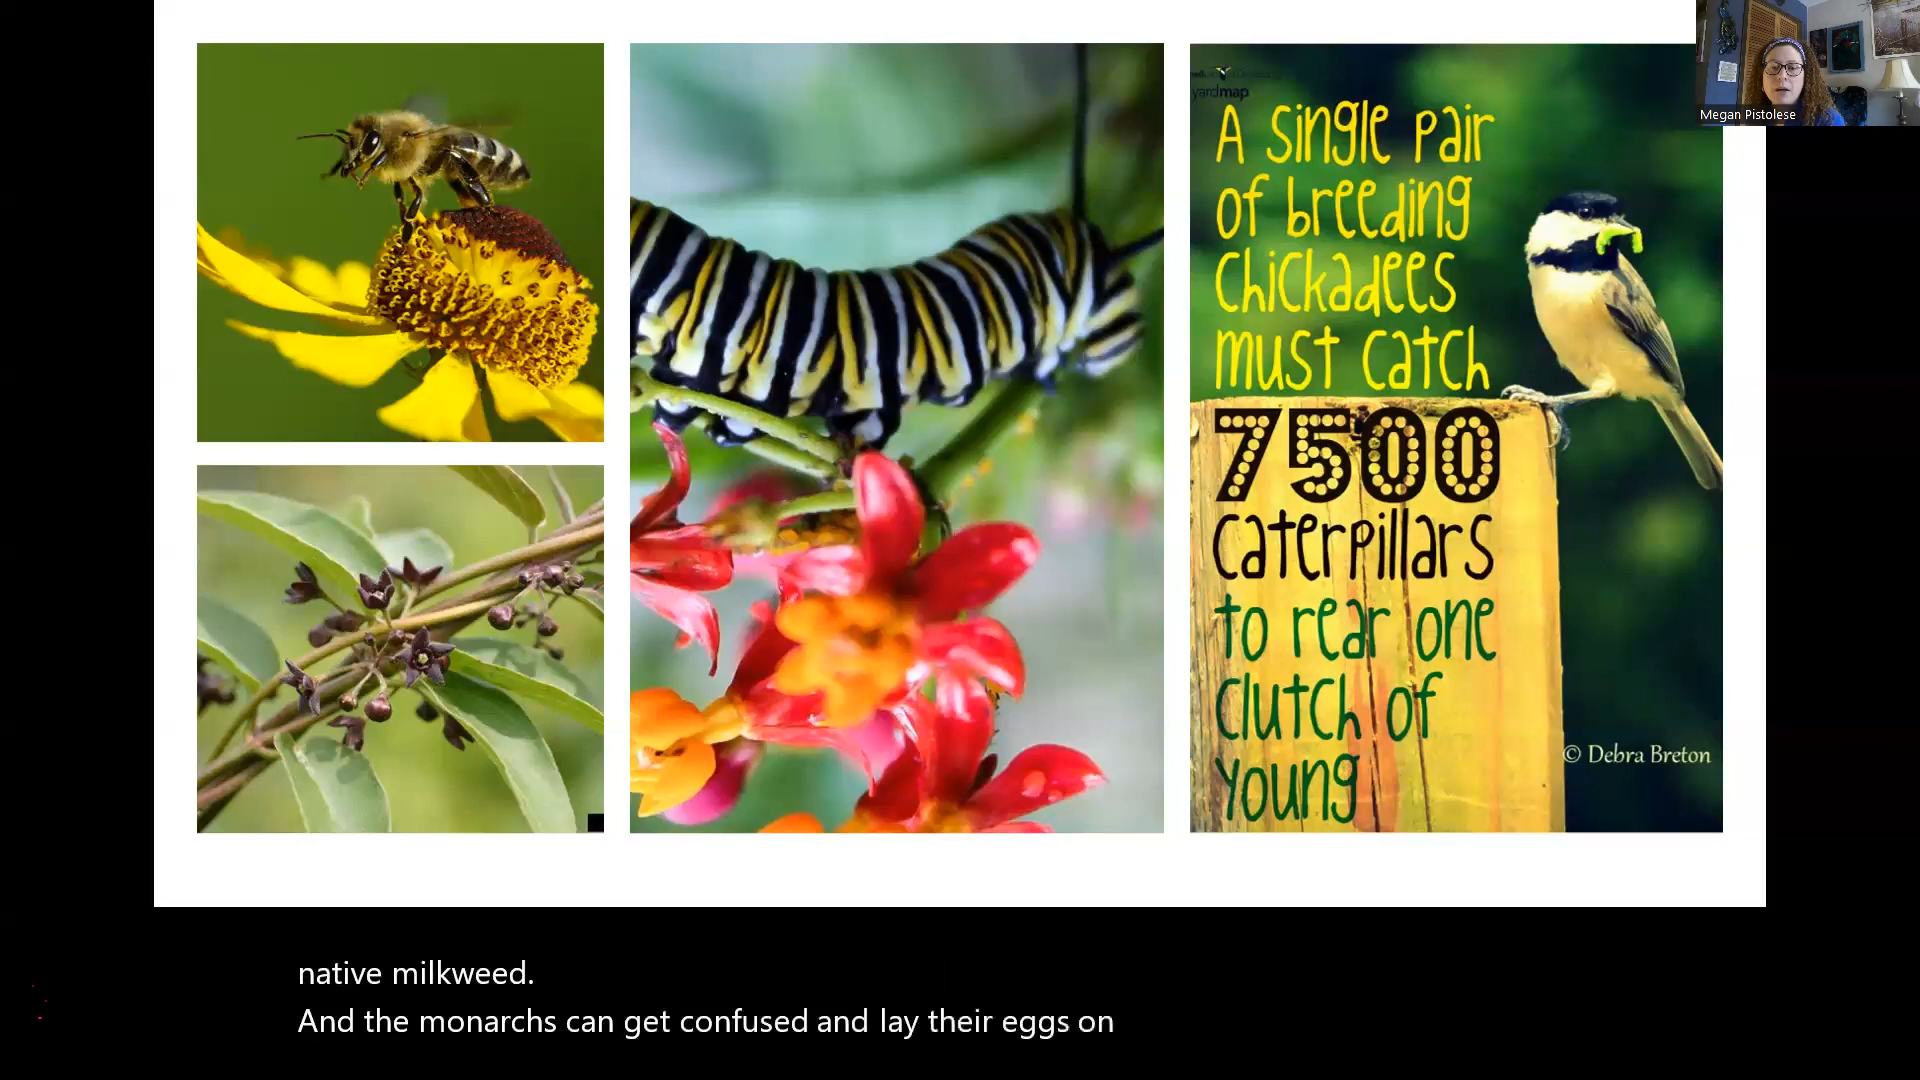 Megan Pistolese
yardmap
A single pair
of breeding
chickadees
must catch
7500
caterpillars
to rear one
clutch of
young
© Debra Breton
native milkweed.
And the monarchs can get confused and lay their eggs on